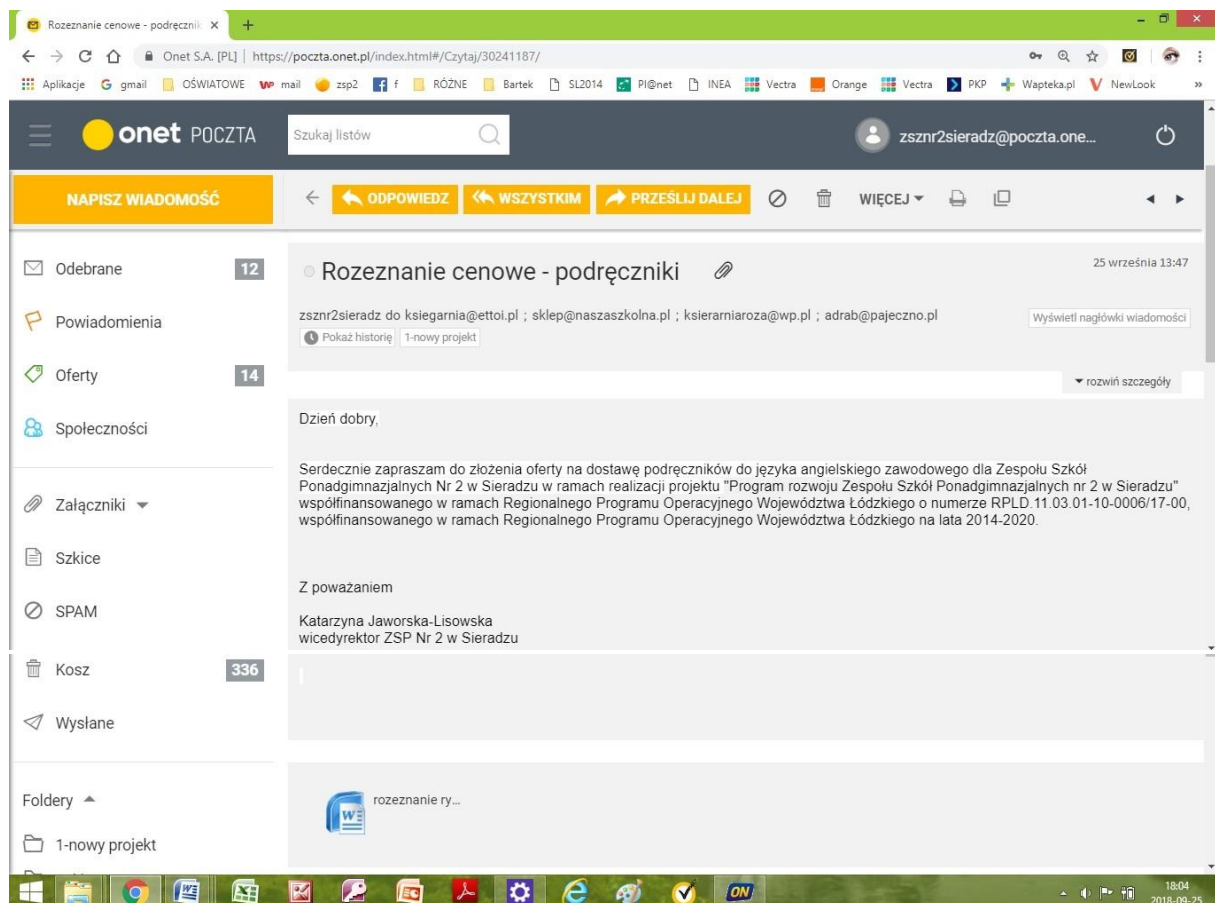 Rozeznanie cenowe - podręcznik
Onet S.A. [PL] | https://poczta.onet.pl/index.html#/Czytaj/30241187/
Aplikacje G gmail OŚWIATOWE WP mail zsp2 f f RÓŻNE Bartek SL2014 Pl@net INEA Vectra Orange Vectra PKP Wapteka.pl NewLook »
onet POCZTA
Szukaj listów
zsznr2sieradz@poczta.one...
NAPISZ WIADOMOŚĆ
ODPOWIEDZ WSZYSTKIM PRZEŚLIJ DALEJ WIĘCEJ
Odebrane 12
Powiadomienia
Oferty 14
Społeczności
Załączniki
Szkice
SPAM
Kosz 336
Wysłane
Foldery
1-nowy projekt
Rozeznanie cenowe - podręczniki
25 września 13:47
zsznr2sieradz do ksiegarnia@ettoi.pl ; sklep@naszaszkolna.pl ; ksierarniaroza@wp.pl ; adrab@pajeczno.pl
Wyświetl nagłówki wiadomości
Pokaż historię 1-nowy projekt
rozwiń szczegóły
Dzień dobry,
Serdecznie zapraszam do złożenia oferty na dostawę podręczników do języka angielskiego zawodowego dla Zespołu Szkół
Ponadgimnazjalnych Nr 2 w Sieradzu w ramach realizacji projektu "Program rozwoju Zespołu Szkół Ponadgimnazjalnych nr 2 w Sieradzu"
współfinansowanego w ramach Regionalnego Programu Operacyjnego Województwa Łódzkiego o numerze RPLD.11.03.01-10-0006/17-00,
współfinansowanego w ramach Regionalnego Programu Operacyjnego Województwa Łódzkiego na lata 2014-2020.
Z poważaniem
Katarzyna Jaworska-Lisowska
wicedyrektor ZSP Nr 2 w Sieradzu
rozeznanie ry...
ON
18:04
2018-09-25